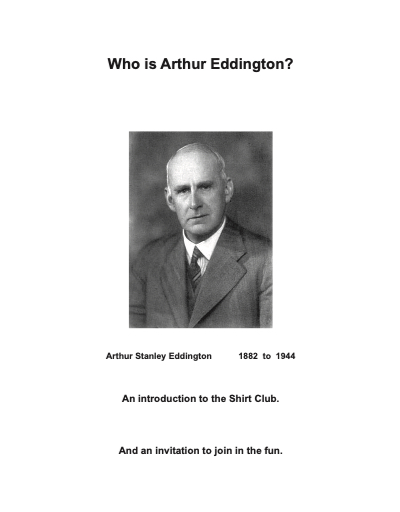 Who is Arthur Eddington?
Arthur Stanley Eddington 1882 to 1944
An introduction to the Shirt Club.
And an invitation to join in the fun.